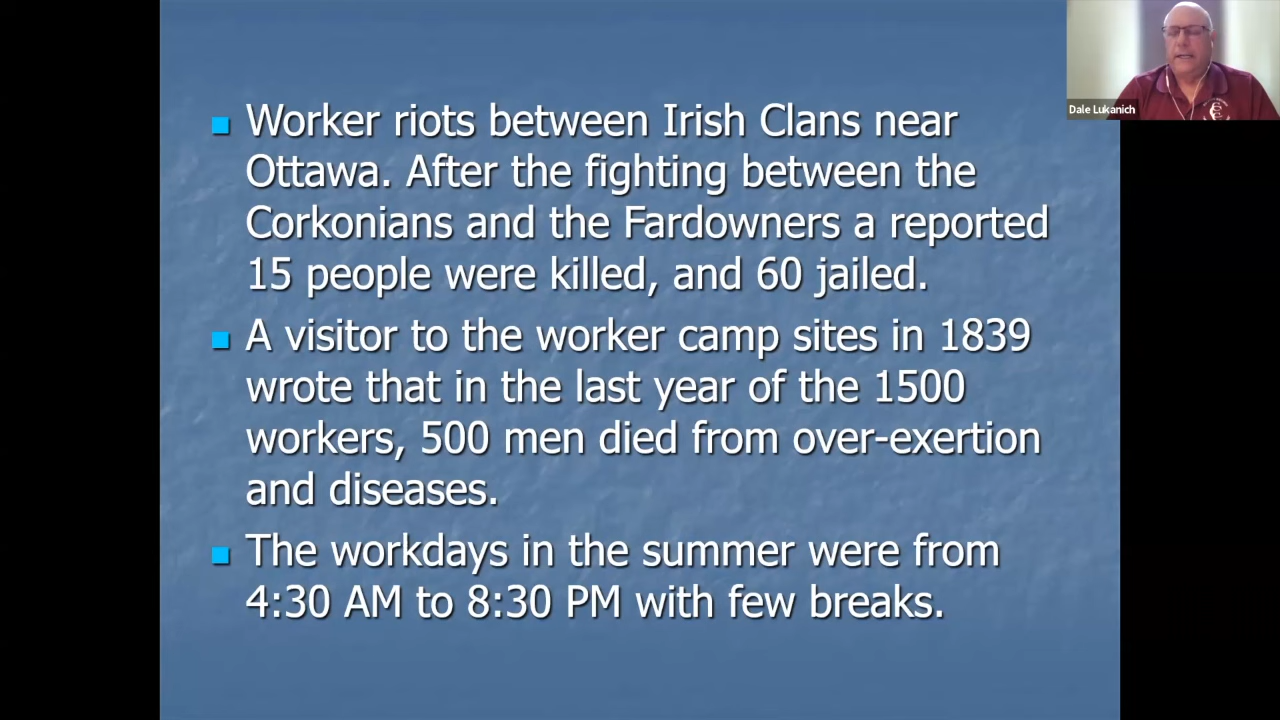 Worker riots between Irish Clans near
Ottawa. After the fighting between the
Corkonians and the Fardowners a reported
15 people were killed, and 60 jailed.
A visitor to the worker camp sites in 1839
wrote that in the last year of the 1500
workers, 500 men died from over-exertion
and diseases.
The workdays in the summer were from
4:30 AM to 8:30 PM with few breaks.
Dale Lukanich